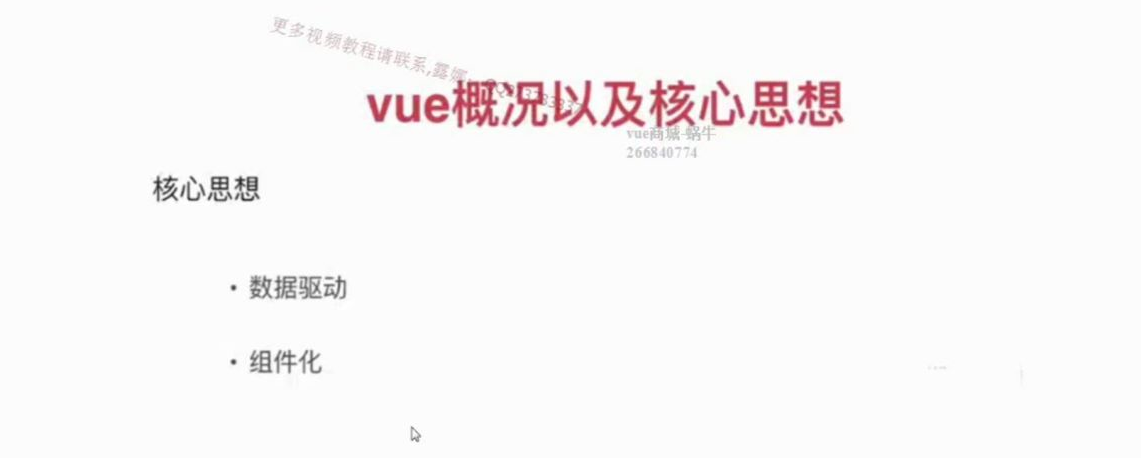 更多视频教程请联系,露娜
vue概况以及核心思想
vue商城-蜗牛
266840774
核心思想
• 数据驱动
• 组件化